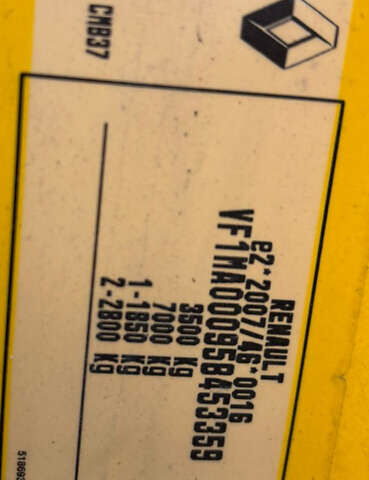 RENAULT
e2*2007/46*0016
VF1MA000958453359
3500 kg
7000 kg
1-1850 kg
2-2800 kg
CMB37